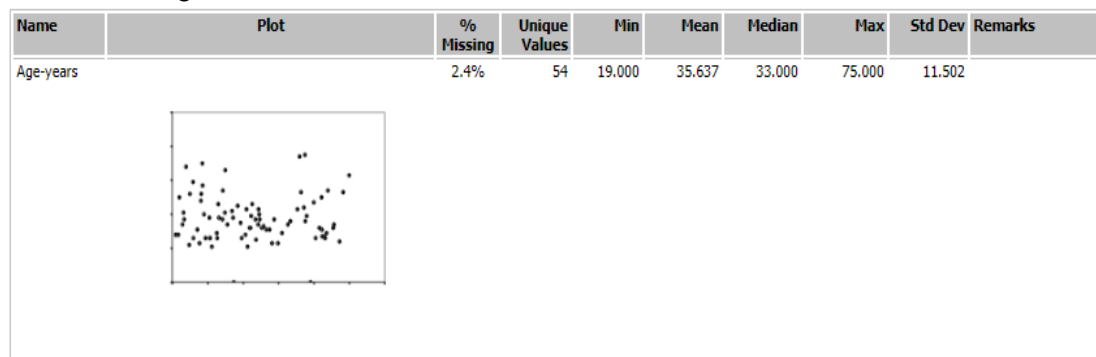 Name Plot % Missing Unique Values Min Mean Median Max Std Dev Remarks
Age-years 2.4% 54 19.000 35.637 33.000 75.000 11.502